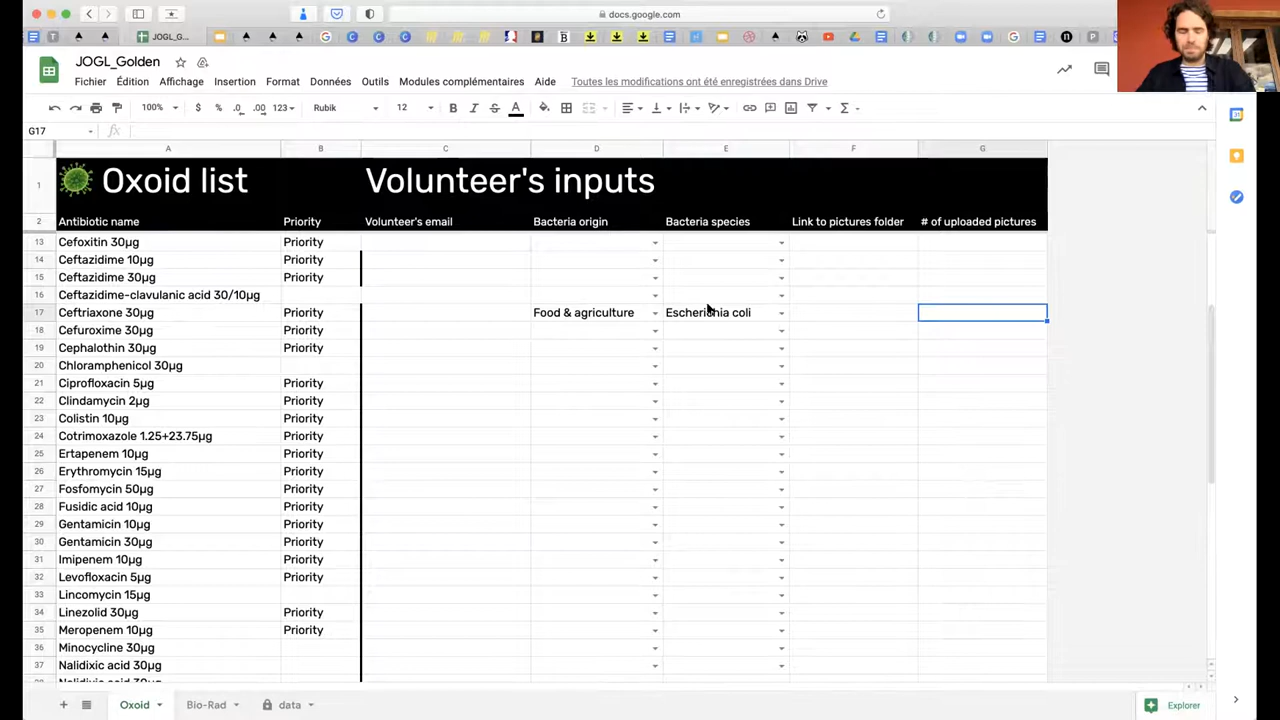 docs.google.com
JOGL_G...
JOGL_Golden
Fichier Édition Affichage Insertion Format Données Outils Modules complémentaires Aide Toutes les modifications ont été enregistrées dans Drive
100% $ % .0 .00 123 Rubik 12 B I S A
G17 fx
A B C D E F G
1 Oxoid list Volunteer's inputs
2 Antibiotic name Priority Volunteer's email Bacteria origin Bacteria species Link to pictures folder # of uploaded pictures
13 Cefoxitin 30µg Priority
14 Ceftazidime 10µg Priority
15 Ceftazidime 30µg Priority
16 Ceftazidime-clavulanic acid 30/10µg
17 Ceftriaxone 30µg Priority Food & agriculture Escherichia coli
18 Cefuroxime 30µg Priority
19 Cephalothin 30µg Priority
20 Chloramphenicol 30µg
21 Ciprofloxacin 5µg Priority
22 Clindamycin 2µg Priority
23 Colistin 10µg Priority
24 Cotrimoxazole 1.25+23.75µg Priority
25 Ertapenem 10µg Priority
26 Erythromycin 15µg Priority
27 Fosfomycin 50µg Priority
28 Fusidic acid 10µg Priority
29 Gentamicin 10µg Priority
30 Gentamicin 30µg Priority
31 Imipenem 10µg Priority
32 Levofloxacin 5µg Priority
33 Lincomycin 15µg
34 Linezolid 30µg Priority
35 Meropenem 10µg Priority
36 Minocycline 30µg
37 Nalidixic acid 30µg
Oxoid Bio-Rad data Explorer